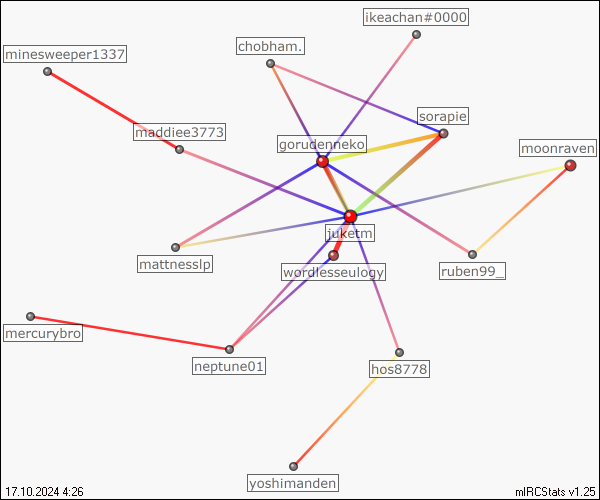 ikeachan#0000
chobham.
minesweeper1337
sorapie
maddiee3773
gorudenneko
moonraven
juketm
mattnesslp
wordlesseulogy
ruben99_
mercurybro
neptune01
hos8778
yoshimanden
17.10.2024 4:26
mIRCStats v1.25